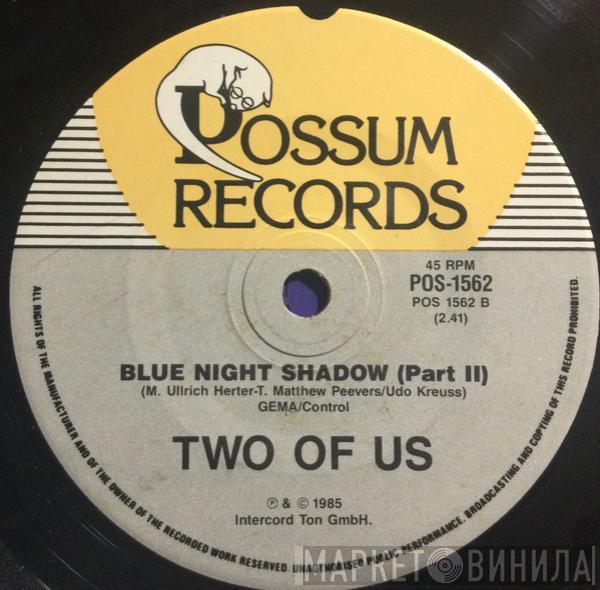 POSSUM
RECORDS
45 RPM
POS-1562
POS 1562 B
(2.41)
BLUE NIGHT SHADOW (Part II)
(M. Ullrich Herter-T. Matthew Peevers/Udo Kreuss)
GEMA/Control
TWO OF US
℗ & © 1985
Intercord Ton GmbH.
ALL RIGHTS OF THE MANUFACTURER AND OF THE OWNER OF THE RECORDED WORK RESERVED. UNAUTHORISED PUBLIC PERFORMANCE, BROADCASTING AND COPYING OF THIS RECORD PROHIBITED.
МАРКЕТ ВИНИЛА